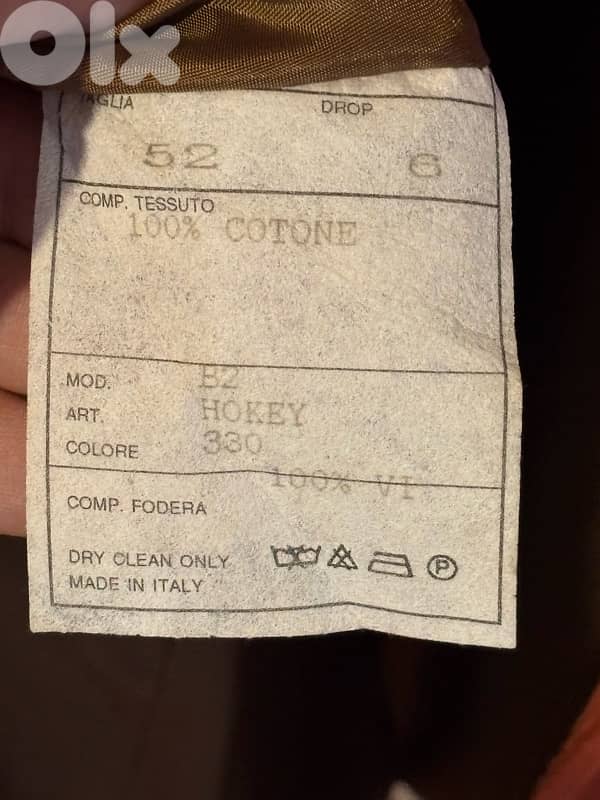 olx
TAGLIA DROP
52 6
COMP. TESSUTO
100% COTONE
MOD. B2
ART. HOKEY
COLORE 330
100% VI
COMP. FODERA
DRY CLEAN ONLY P
MADE IN ITALY